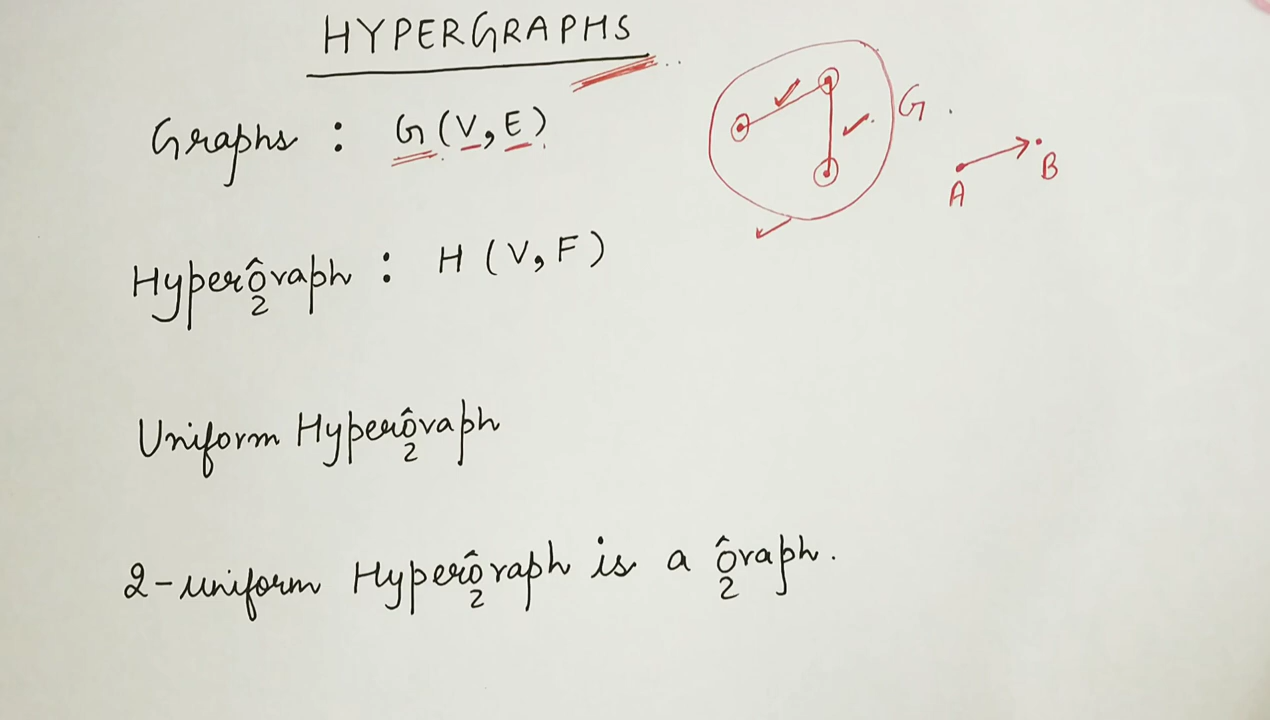 HYPERGRAPHS
Graphs : G(V,E)
G.
A
B
Hypergraph : H (V,F)
Uniform Hypergraph
2-uniform Hypergraph is a graph.